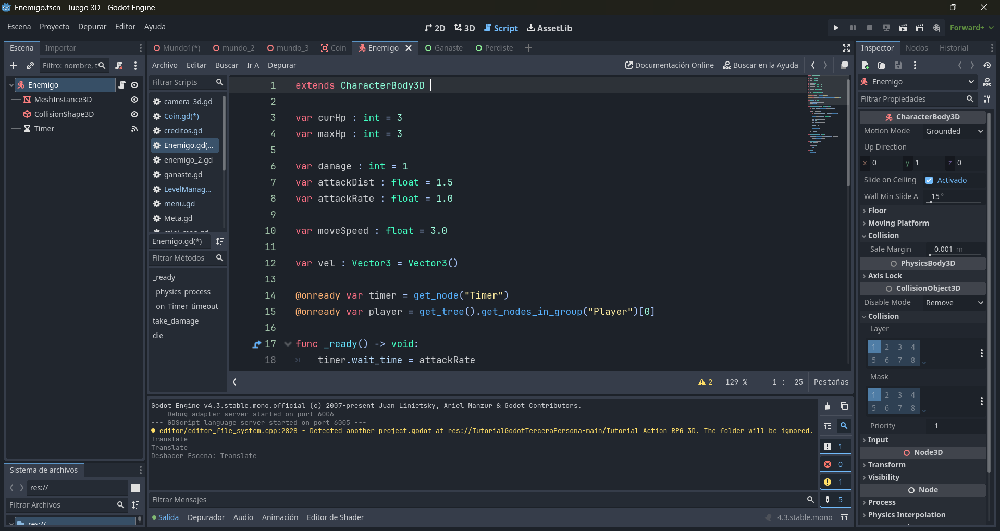 Enemigo.tscn - Juego 3D - Godot Engine
Escena Proyecto Depurar Editor Ayuda
2D 3D Script AssetLib
Forward+
Escena Importar
Filtro: nombre, t
Enemigo
MeshInstance3D
CollisionShape3D
Timer
Sistema de archivos
res://
Filtrar Archivos
res://
Mundo1(*) mundo_2 mundo_3 Coin Enemigo Ganaste Perdiste
Archivo Editar Buscar Ir A Depurar
Documentación Online Buscar en la Ayuda
Filtrar Scripts
camera_3d.gd
Coin.gd(*)
creditos.gd
Enemigo.gd(...
enemigo_2.gd
ganaste.gd
LevelManag...
menu.gd
Meta.gd
mini_map.gd
Enemigo.gd(*)
Filtrar Métodos
_ready
_physics_process
_on_Timer_timeout
take_damage
die
1 extends CharacterBody3D
2
3 var curHp : int = 3
4 var maxHp : int = 3
5
6 var damage : int = 1
7 var attackDist : float = 1.5
8 var attackRate : float = 1.0
9
10 var moveSpeed : float = 3.0
11
12 var vel : Vector3 = Vector3()
13
14 @onready var timer = get_node("Timer")
15 @onready var player = get_tree().get_nodes_in_group("Player")[0]
16
17 func _ready() -> void:
18 timer.wait_time = attackRate
2 129 % 1 : 25 Pestañas
Godot Engine v4.3.stable.mono.official (c) 2007-present Juan Linietsky, Ariel Manzur & Godot Contributors.
--- Debug adapter server started on port 6006 ---
--- GDScript language server started on port 6005 ---
editor/editor_file_system.cpp:2828 - Detected another project.godot at res://TutorialGodotTerceraPersona-main/Tutorial Action RPG 3D. The folder will be ignored.
Translate
Translate
Deshacer Escena: Translate
1
0
1
5
Filtrar Mensajes
Salida Depurador Audio Animación Editor de Shader
4.3.stable.mono
Inspector Nodos Historial
Enemigo
Filtrar Propiedades
CharacterBody3D
Motion Mode Grounded
Up Direction
x 0 y 1 z 0
Slide on Ceiling Activado
Wall Min Slide A 15 °
Floor
Moving Platform
Collision
Safe Margin 0.001 m
PhysicsBody3D
Axis Lock
CollisionObject3D
Disable Mode Remove
Collision
Layer
1 2 3 4
5 6 7 8
Mask
1 2 3 4
5 6 7 8
Priority 1
Input
Node3D
Transform
Visibility
Node
Process
Physics Interpolation